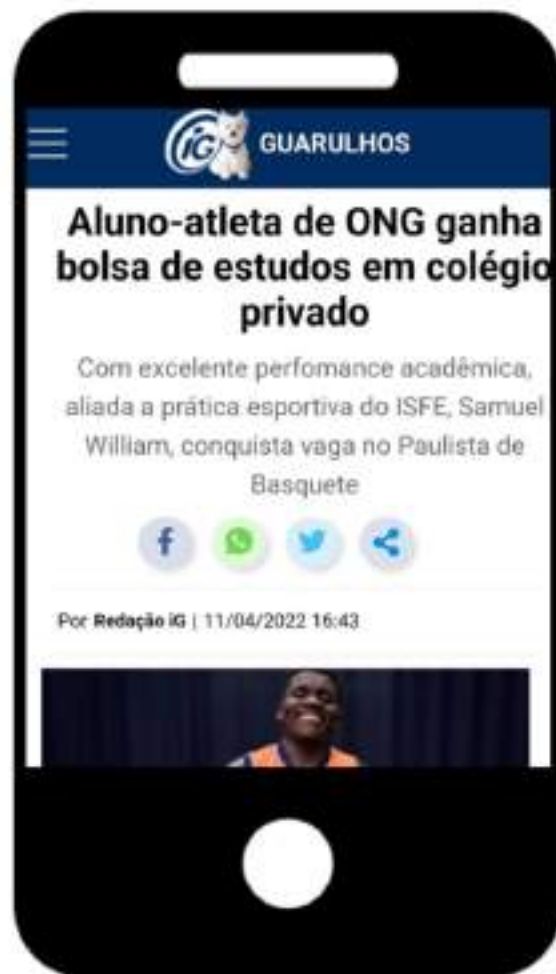 iG GUARULHOS
Aluno-atleta de ONG ganha
bolsa de estudos em colégio
privado
Com excelente perfomance acadêmica,
aliada a prática esportiva do ISFE, Samuel
William, conquista vaga no Paulista de
Basquete
Por Redação iG | 11/04/2022 16:43